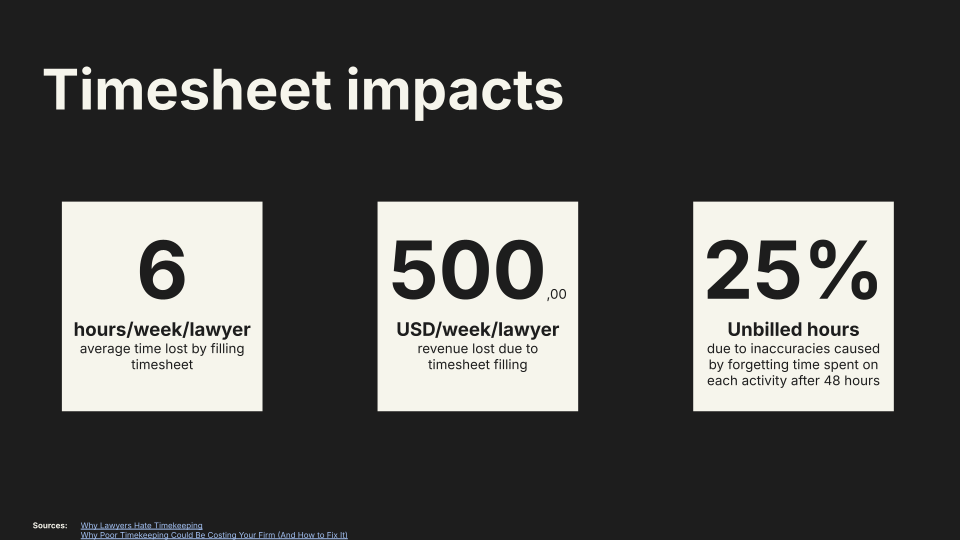 Timesheet impacts
6
hours/week/lawyer
average time lost by filling
timesheet
500,00
USD/week/lawyer
revenue lost due to
timesheet filling
25%
Unbilled hours
due to inaccuracies caused
by forgetting time spent on
each activity after 48 hours
Sources: Why Lawyers Hate Timekeeping
Why Poor Timekeeping Could Be Costing Your Firm (And How to Fix It)